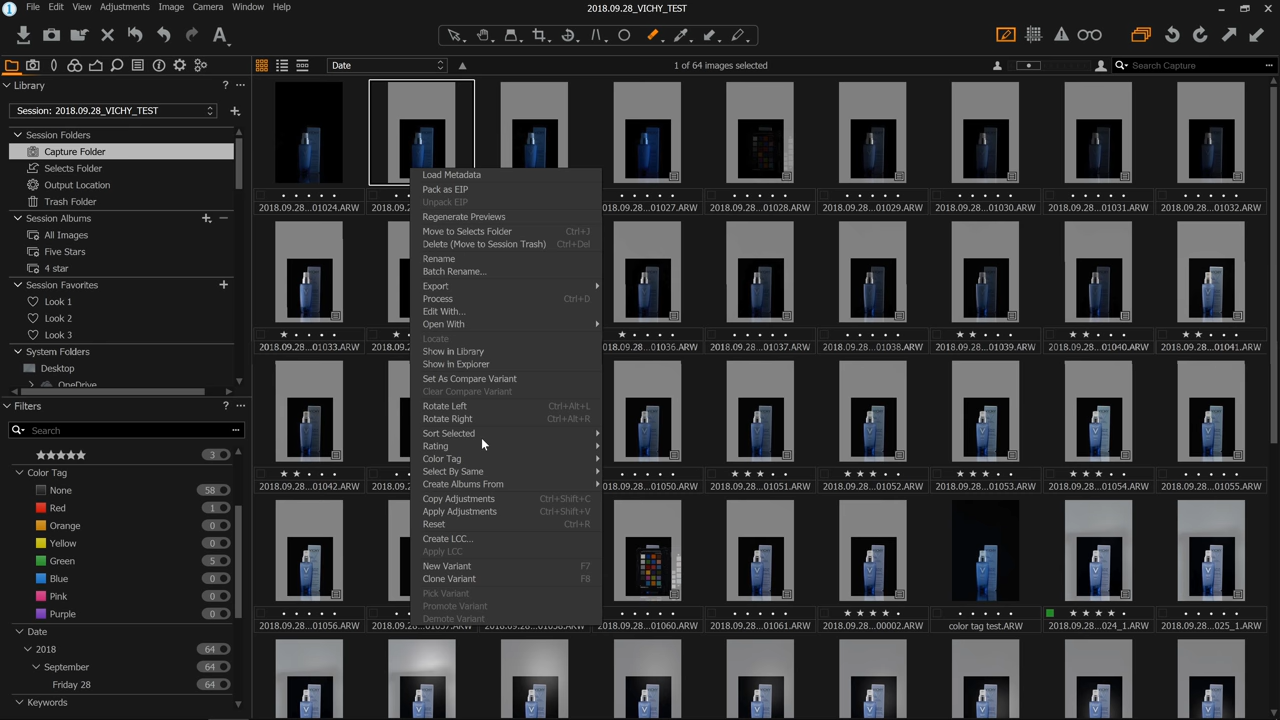 File Edit View Adjustments Image Camera Window Help
2018.09.28_VICHY_TEST
A
Date
1 of 64 images selected
Search Capture
Library ?
Session: 2018.09.28_VICHY_TEST
Session Folders
Capture Folder
Selects Folder
Output Location
Trash Folder
Session Albums
All Images
Five Stars
4 star
Session Favorites
Look 1
Look 2
Look 3
System Folders
Desktop
OneDrive
Filters ?
Search
★★★★★ 3
Color Tag
None 58
Red 1
Orange 0
Yellow 0
Green 5
Blue 0
Pink 0
Purple 0
Date
2018 64
September 64
Friday 28 64
Keywords
Load Metadata
Pack as EIP
Unpack EIP
Regenerate Previews
Move to Selects Folder Ctrl+J
Delete (Move to Session Trash) Ctrl+Del
Rename
Batch Rename...
Export
Process Ctrl+D
Edit With...
Open With
Locate
Show in Library
Show in Explorer
Set As Compare Variant
Clear Compare Variant
Rotate Left Ctrl+Alt+L
Rotate Right Ctrl+Alt+R
Sort Selected
Rating
Color Tag
Select By Same
Create Albums From
Copy Adjustments Ctrl+Shift+C
Apply Adjustments Ctrl+Shift+V
Reset Ctrl+R
Create LCC...
Apply LCC
New Variant F7
Clone Variant F8
Pick Variant
Promote Variant
Demote Variant
2018.09.28...01024.ARW
2018.09.28...01027.ARW
2018.09.28...01028.ARW
2018.09.28...01029.ARW
2018.09.28...01030.ARW
2018.09.28...01031.ARW
2018.09.28...01032.ARW
2018.09.28...01033.ARW
2018.09.28...01036.ARW
2018.09.28...01037.ARW
2018.09.28...01038.ARW
2018.09.28...01039.ARW
2018.09.28...01040.ARW
2018.09.28...01041.ARW
2018.09.28...01042.ARW
2018.09.28...01050.ARW
2018.09.28...01051.ARW
2018.09.28...01052.ARW
2018.09.28...01053.ARW
2018.09.28...01054.ARW
2018.09.28...01055.ARW
2018.09.28...01056.ARW
2018.09.28...01060.ARW
2018.09.28...01061.ARW
2018.09.28...00002.ARW
color tag test.ARW
2018.09.28...024_1.ARW
2018.09.28...025_1.ARW